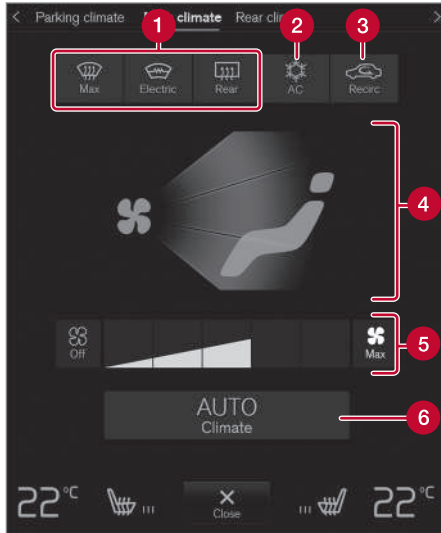 1 2 3
< Parking climate climate Rear >
Max Electric Rear AC Recirc
4
Off Max 5
AUTO 6
Climate
22°C 22°C
Close